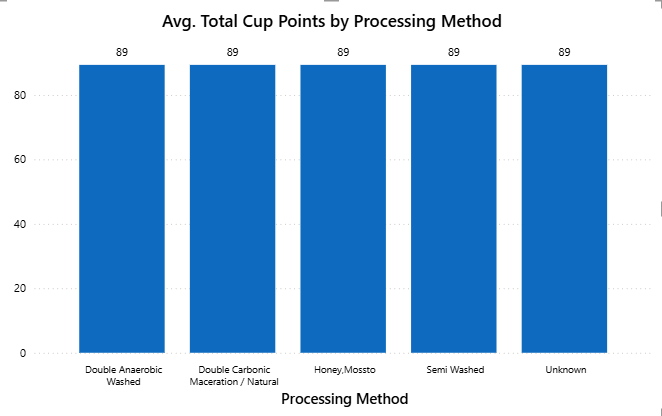 Avg. Total Cup Points by Processing Method
89 89 89 89 89
80
60
40
20
0
Double Anaerobic Washed
Double Carbonic Maceration / Natural
Honey,Mossto
Semi Washed
Unknown
Processing Method